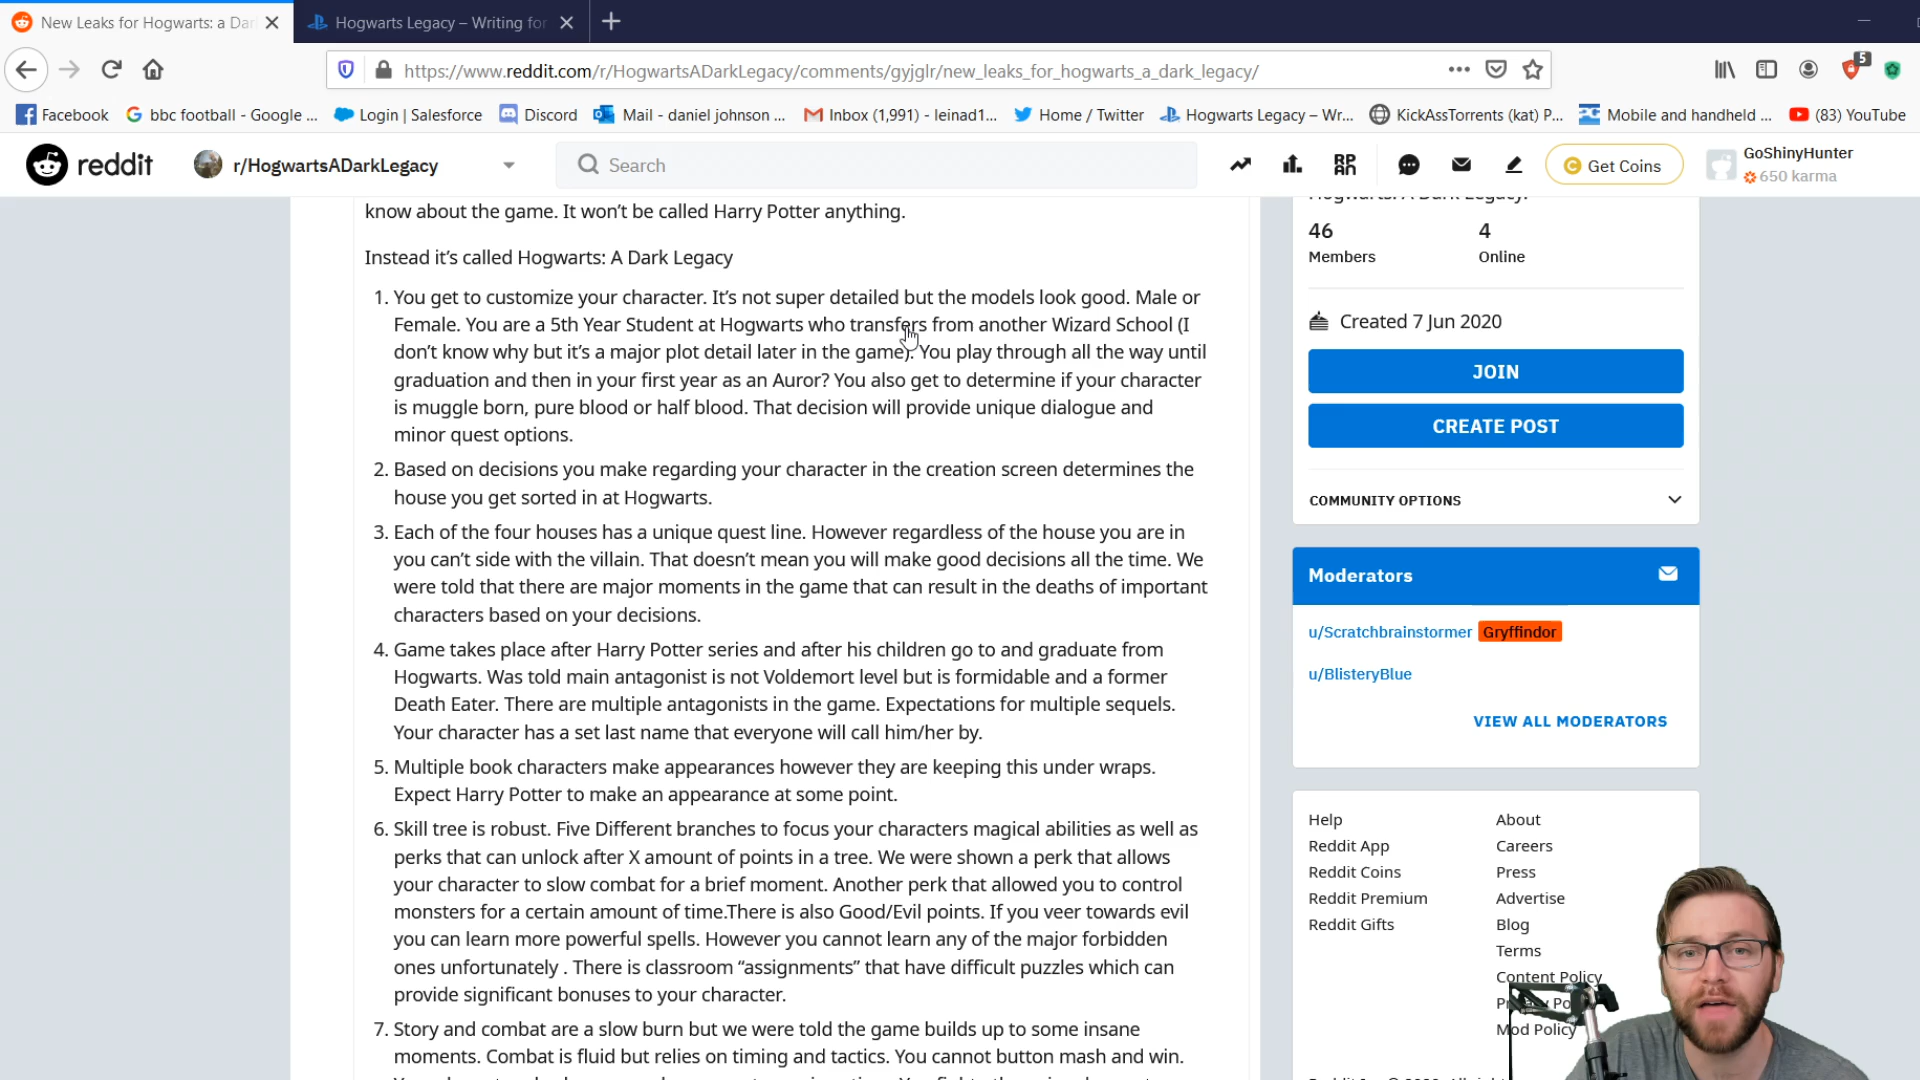 New Leaks for Hogwarts: a Dar
Hogwarts Legacy – Writing for
https://www.reddit.com/r/HogwartsADarkLegacy/comments/gyjglr/new_leaks_for_hogwarts_a_dark_legacy/
5
Facebook
bbc football - Google ...
Login | Salesforce
Discord
Mail - daniel johnson ...
Inbox (1,991) - leinad1...
Home / Twitter
Hogwarts Legacy – Wr...
KickAssTorrents (kat) P...
Mobile and handheld ...
(83) YouTube
reddit
r/HogwartsADarkLegacy
Search
Get Coins
GoShinyHunter
650 karma
know about the game. It won't be called Harry Potter anything.
Instead it's called Hogwarts: A Dark Legacy
1. You get to customize your character. It's not super detailed but the models look good. Male or
Female. You are a 5th Year Student at Hogwarts who transfers from another Wizard School (I
don't know why but it's a major plot detail later in the game). You play through all the way until
graduation and then in your first year as an Auror? You also get to determine if your character
is muggle born, pure blood or half blood. That decision will provide unique dialogue and
minor quest options.
2. Based on decisions you make regarding your character in the creation screen determines the
house you get sorted in at Hogwarts.
3. Each of the four houses has a unique quest line. However regardless of the house you are in
you can't side with the villain. That doesn't mean you will make good decisions all the time. We
were told that there are major moments in the game that can result in the deaths of important
characters based on your decisions.
4. Game takes place after Harry Potter series and after his children go to and graduate from
Hogwarts. Was told main antagonist is not Voldemort level but is formidable and a former
Death Eater. There are multiple antagonists in the game. Expectations for multiple sequels.
Your character has a set last name that everyone will call him/her by.
5. Multiple book characters make appearances however they are keeping this under wraps.
Expect Harry Potter to make an appearance at some point.
6. Skill tree is robust. Five Different branches to focus your characters magical abilities as well as
perks that can unlock after X amount of points in a tree. We were shown a perk that allows
your character to slow combat for a brief moment. Another perk that allowed you to control
monsters for a certain amount of time.There is also Good/Evil points. If you veer towards evil
you can learn more powerful spells. However you cannot learn any of the major forbidden
ones unfortunately . There is classroom “assignments” that have difficult puzzles which can
provide significant bonuses to your character.
7. Story and combat are a slow burn but we were told the game builds up to some insane
moments. Combat is fluid but relies on timing and tactics. You cannot button mash and win.
Hogwarts: A Dark Legacy.
46
Members
4
Online
Created 7 Jun 2020
JOIN
CREATE POST
COMMUNITY OPTIONS
Moderators
u/Scratchbrainstormer Gryffindor
u/BlisteryBlue
VIEW ALL MODERATORS
Help
Reddit App
Reddit Coins
Reddit Premium
Reddit Gifts
About
Careers
Press
Advertise
Blog
Terms
Content Policy
Mod Policy